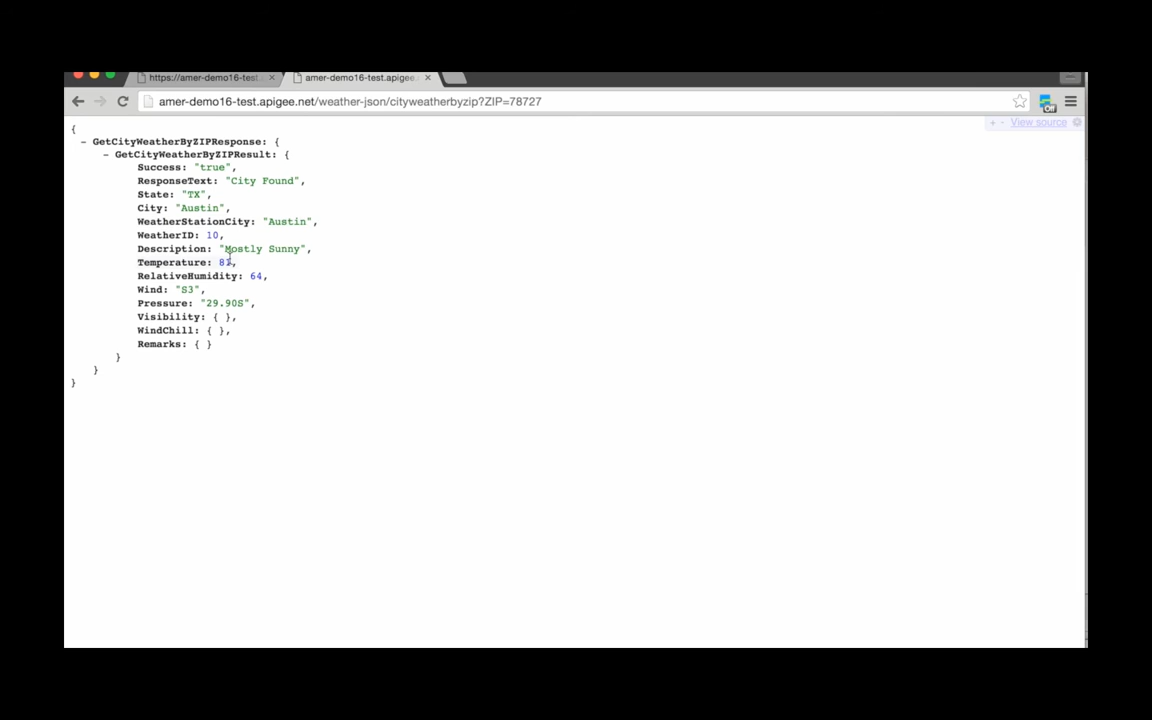 https://amer-demo16-test.
amer-demo16-test.apigee.
amer-demo16-test.apigee.net/weather-json/cityweatherbyzip?ZIP=78727
Off
+ - View source
{
- GetCityWeatherByZIPResponse: {
- GetCityWeatherByZIPResult: {
Success: "true",
ResponseText: "City Found",
State: "TX",
City: "Austin",
WeatherStationCity: "Austin",
WeatherID: 10,
Description: "Mostly Sunny",
Temperature:
RelativeHumidity: 64,
Wind: "S3",
Pressure: "29.90S",
Visibility: { },
WindChill: { },
Remarks: { }
}
}
}